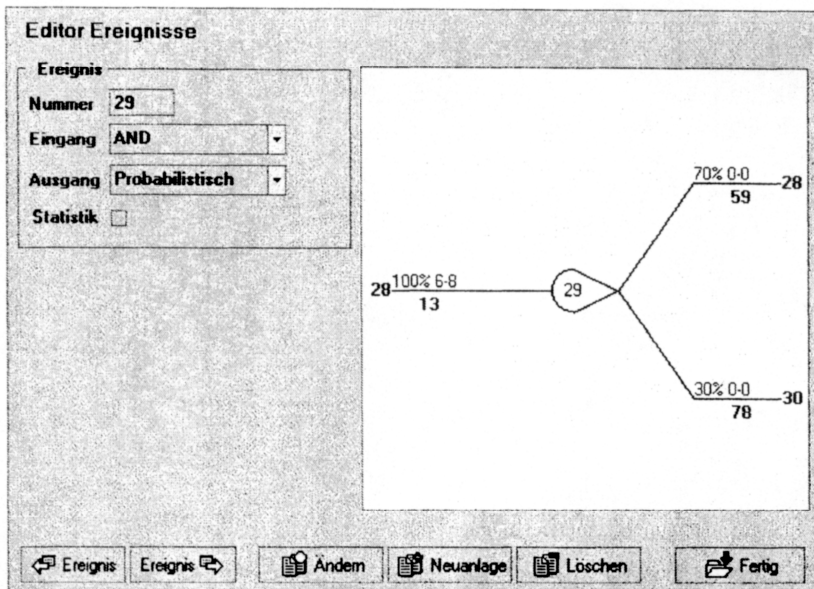 Editor Ereignisse
Ereignis
Nummer 29
Eingang AND
Ausgang Probabilistisch
Statistik
70% 0-0 28
59
28 100% 6-8 29
13
30% 0-0 30
78
Ereignis Ereignis Ändern Neuanlage Löschen Fertig